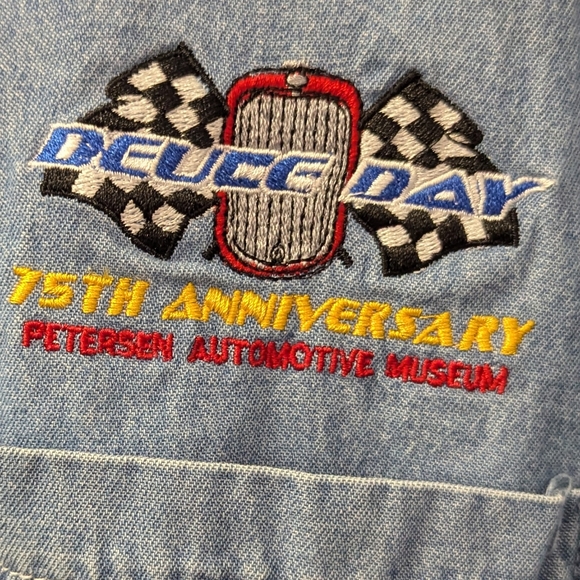 DEUCE DAY
75TH ANNIVERSARY
PETERSEN AUTOMOTIVE MUSEUM